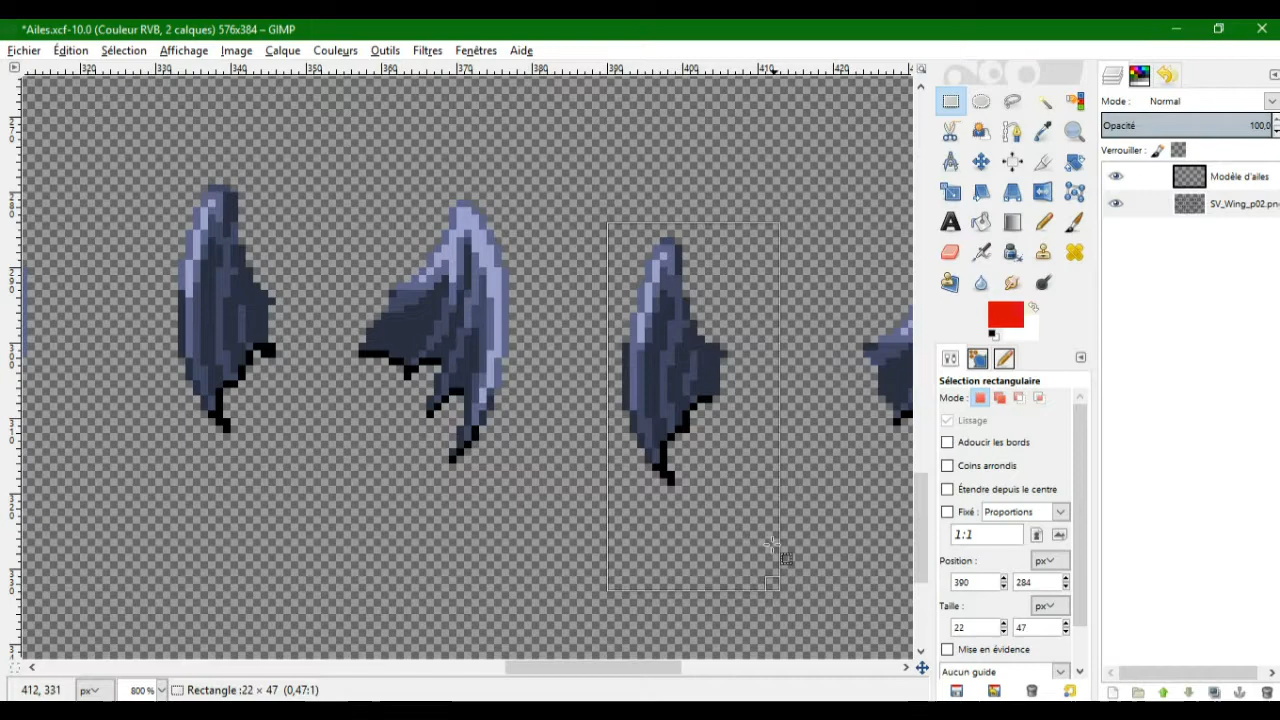 *Ailes.xcf-10.0 (Couleur RVB, 2 calques) 576x384 – GIMP
Fichier Édition Sélection Affichage Image Calque Couleurs Outils Filtres Fenêtres Aide
320 330 340 350 360 370 380 390 400 410 420
Mode : Normal
Opacité 100,0
Verrouiller :
Modèle d'ailes
SV_Wing_p02.pn
Sélection rectangulaire
Mode :
Lissage
Adoucir les bords
Coins arrondis
Étendre depuis le centre
Fixé : Proportions
1:1
Position : px
390 284
Taille : px
22 47
Mise en évidence
Aucun guide
412, 331 px 800 % Rectangle :22 × 47 (0,47:1)